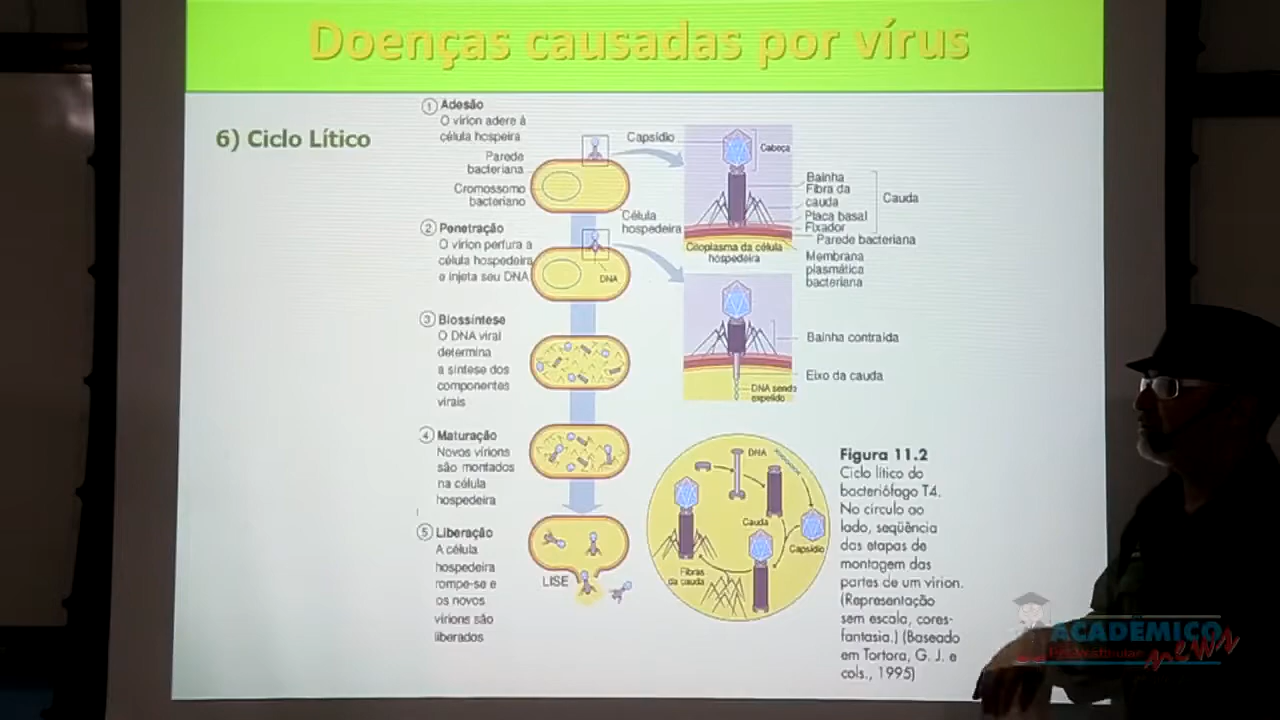 Doenças causadas por vírus
6) Ciclo Lítico
1 Adesão
O vírion adere à
célula hospeira
Parede
bacteriana
Cromossomo
bacteriano
Capsídio
Cabeça
Bainha
Fibra da
cauda
Placa basal
Fixador
Cauda
Parede bacteriana
Membrana
plasmática
bacteriana
Citoplasma da célula
hospedeira
Célula
hospedeira
2 Penetração
O vírion perfura a
célula hospedeira
e injeta seu DNA
DNA
Bainha contraída
Eixo da cauda
DNA sendo
expelido
3 Biossíntese
O DNA viral
determina
a síntese dos
componentes
virais
4 Maturação
Novos vírions
são montados
na célula
hospedeira
5 Liberação
A célula
hospedeira
rompe-se e
os novos
vírions são
liberados
LISE
DNA
Cauda
Capsídio
Fibras
da cauda
Figura 11.2
Ciclo lítico do
bacteriófago T4.
No círculo ao
lado, seqüência
das etapas de
montagem das
partes de um vírion.
(Representação
sem escala, cores-
fantasia.) (Baseado
em Tortora, G. J. e
cols., 1995)
ACADÊMICO
news